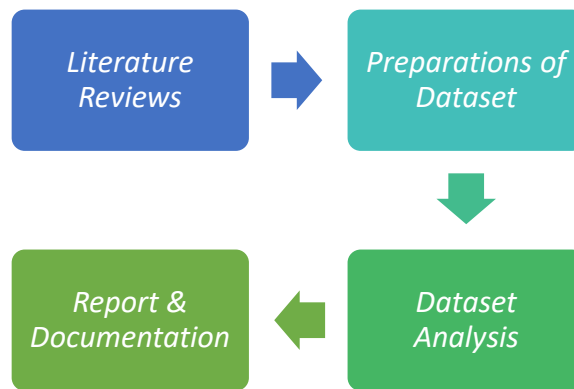 Literature
Reviews
Preparations of
Dataset
Dataset
Analysis
Report &
Documentation